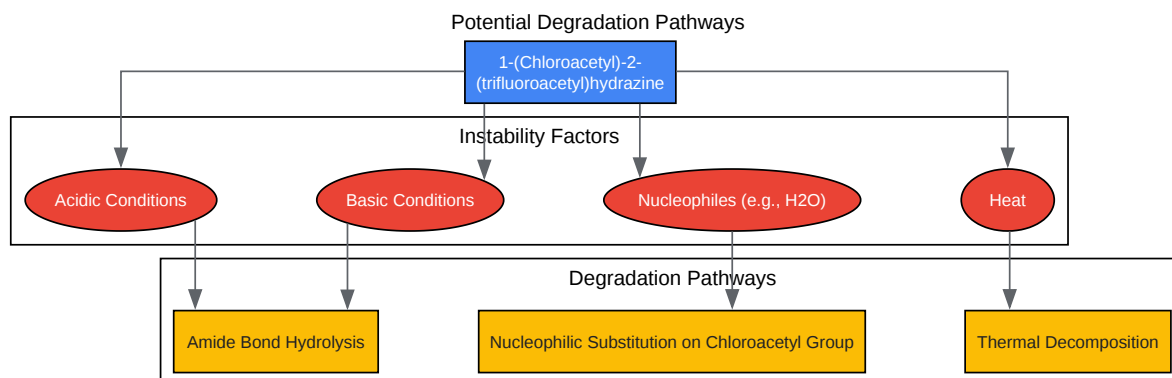 Potential Degradation Pathways
1-(Chloroacetyl)-2-
(trifluoroacetyl)hydrazine
Instability Factors
Acidic Conditions
Basic Conditions
Nucleophiles (e.g., H2O)
Heat
Degradation Pathways
Amide Bond Hydrolysis
Nucleophilic Substitution on Chloroacetyl Group
Thermal Decomposition